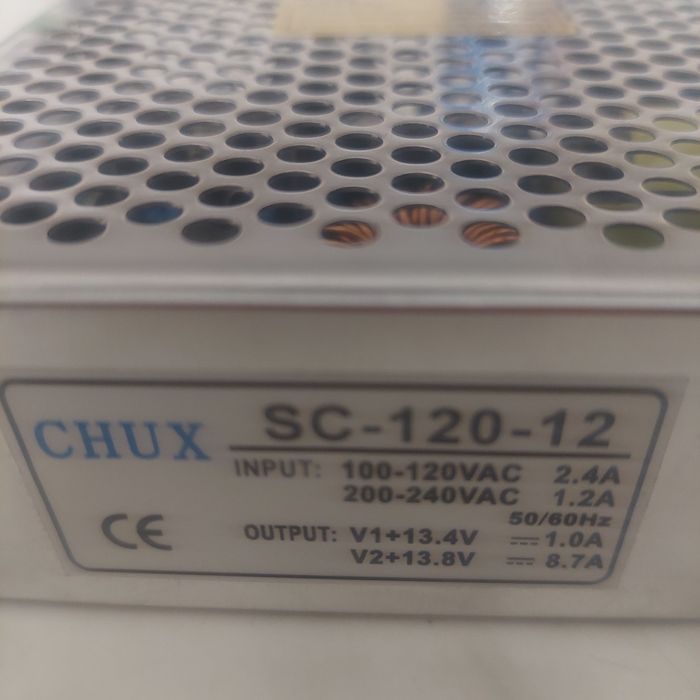 CHUX SC-120-12
INPUT: 100-120VAC 2.4A
200-240VAC 1.2A
50/60Hz
CE OUTPUT: V1+13.4V ⎓ 1.0A
V2+13.8V ⎓ 8.7A